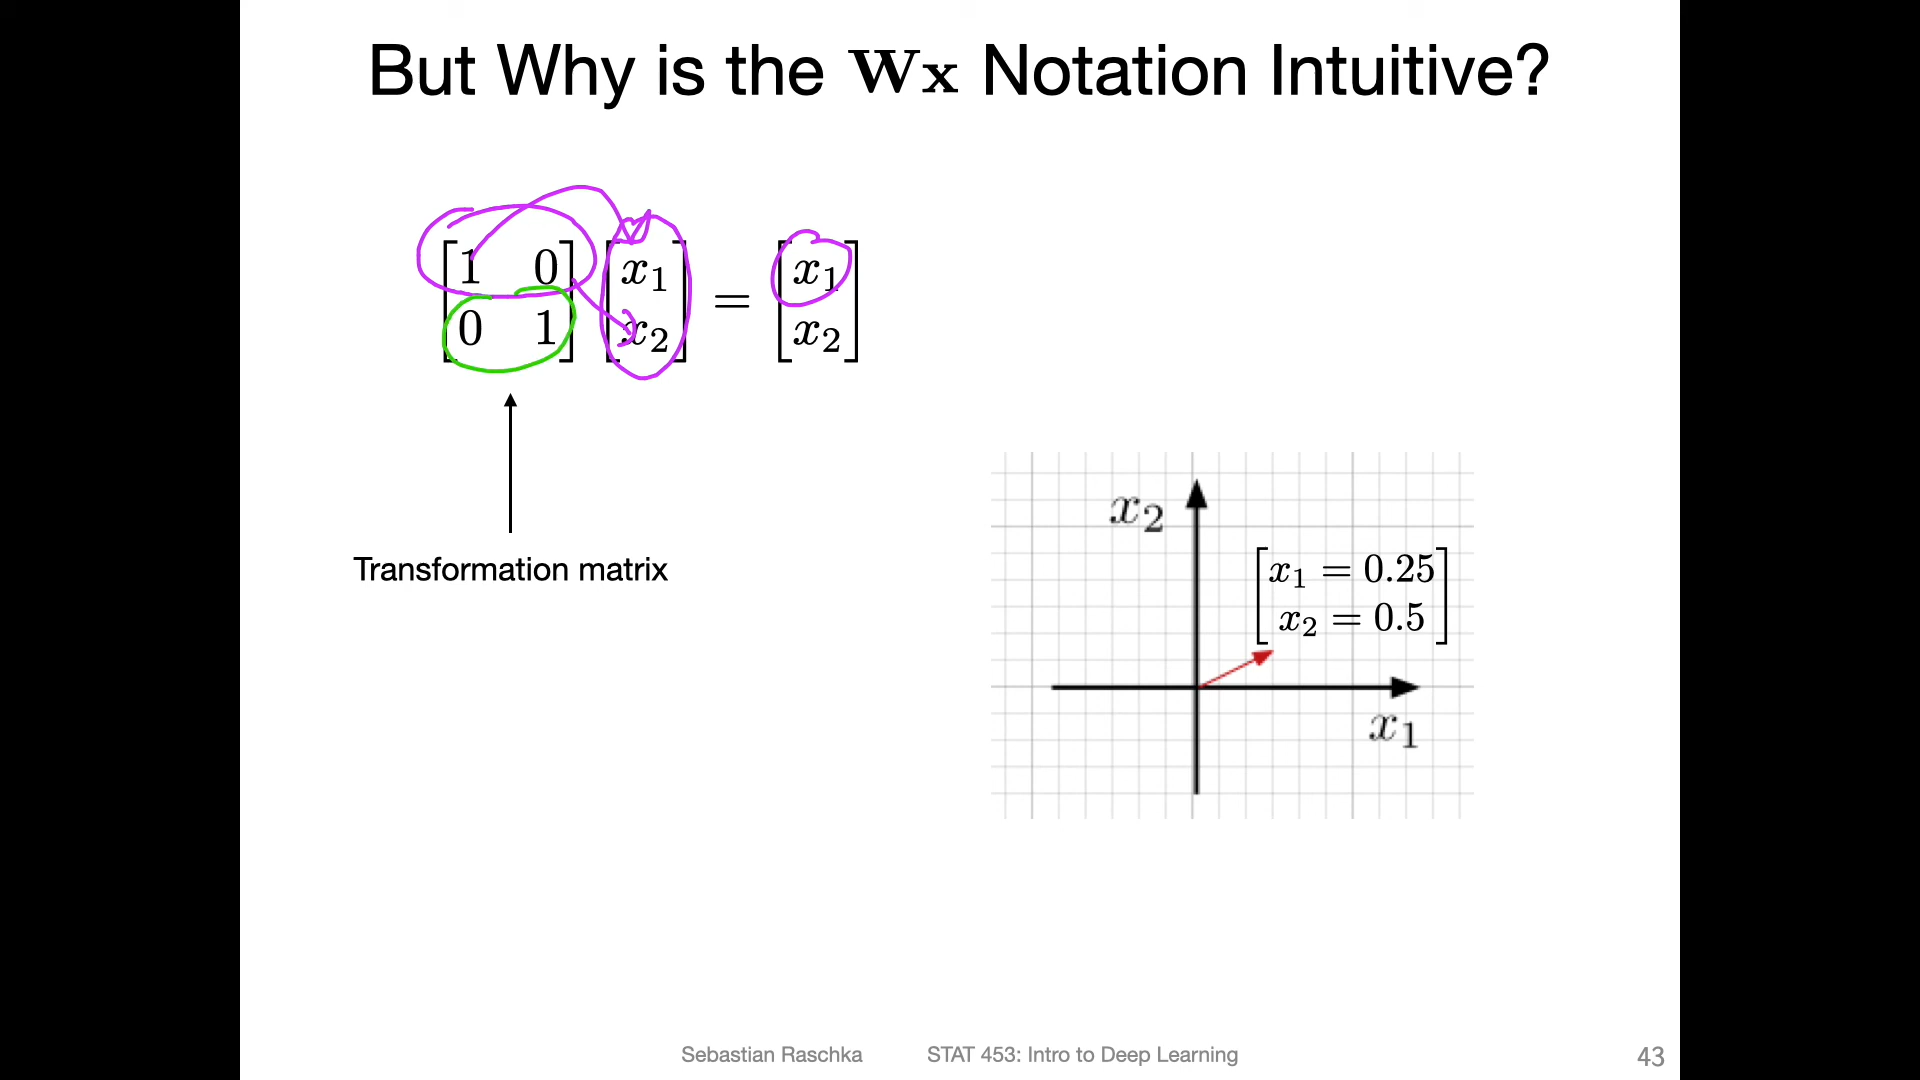 But Why is the Wx Notation Intuitive?
[1 0
0 1] [x₁
x₂] = [x₁
x₂]
Transformation matrix
x₂
[x₁ = 0.25
x₂ = 0.5]
x₁
Sebastian Raschka STAT 453: Intro to Deep Learning 43